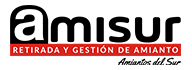 amisur
RETIRADA Y GESTIÓN DE AMIANTO
Amiantos del Sur